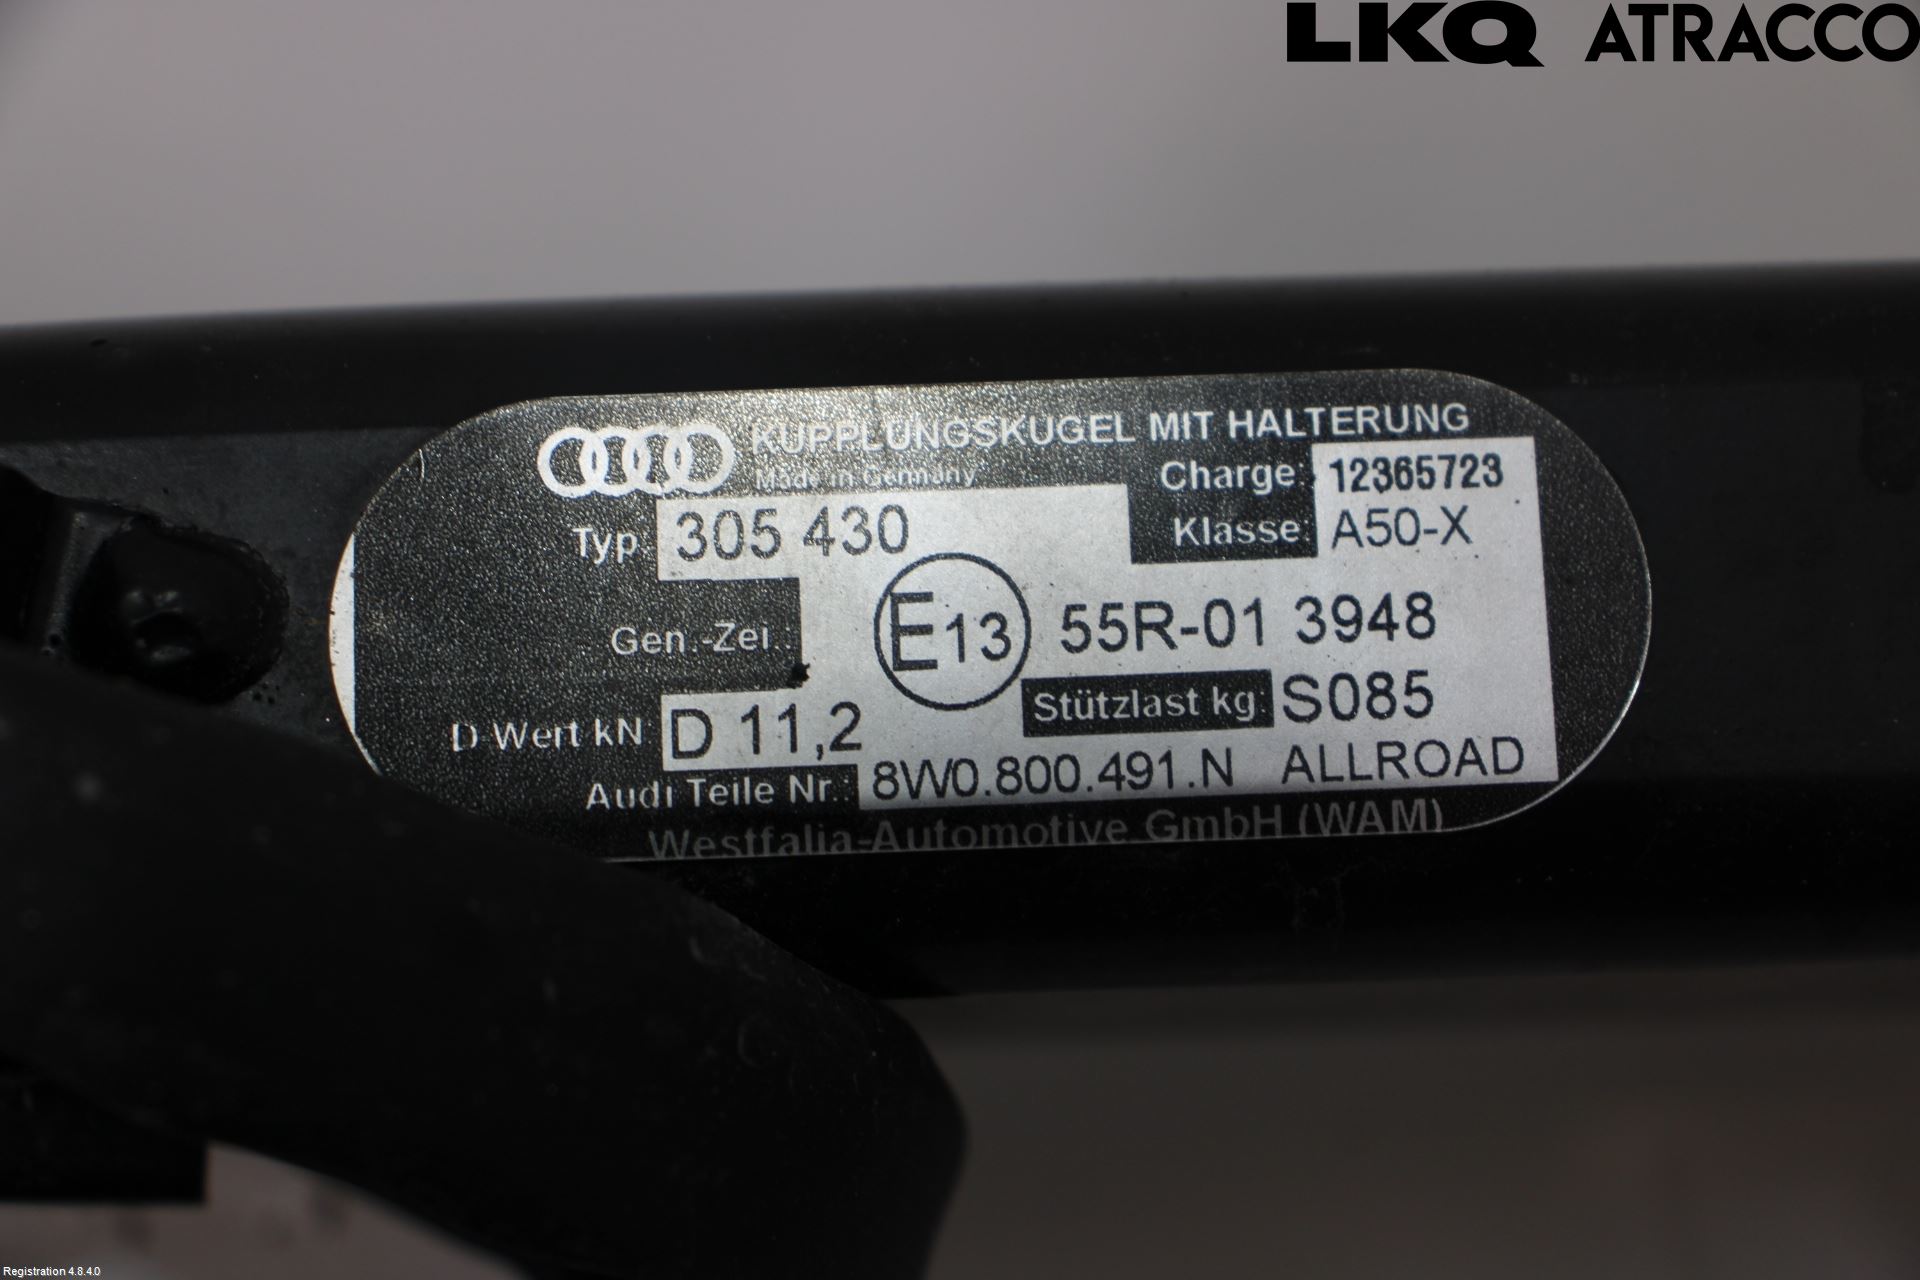 LKQ ATRACCO
KUPPLUNGSKUGEL MIT HALTERUNG
Made in Germany
Charge: 12365723
Typ: 305 430
Klasse: A50-X
Gen.-Zei.: E13 55R-01 3948
D Wert kN D 11,2 Stützlast kg: S085
Audi Teile Nr.: 8W0.800.491.N ALLROAD
Westfalia-Automotive GmbH (WAM)
Registration 4.8.4.0